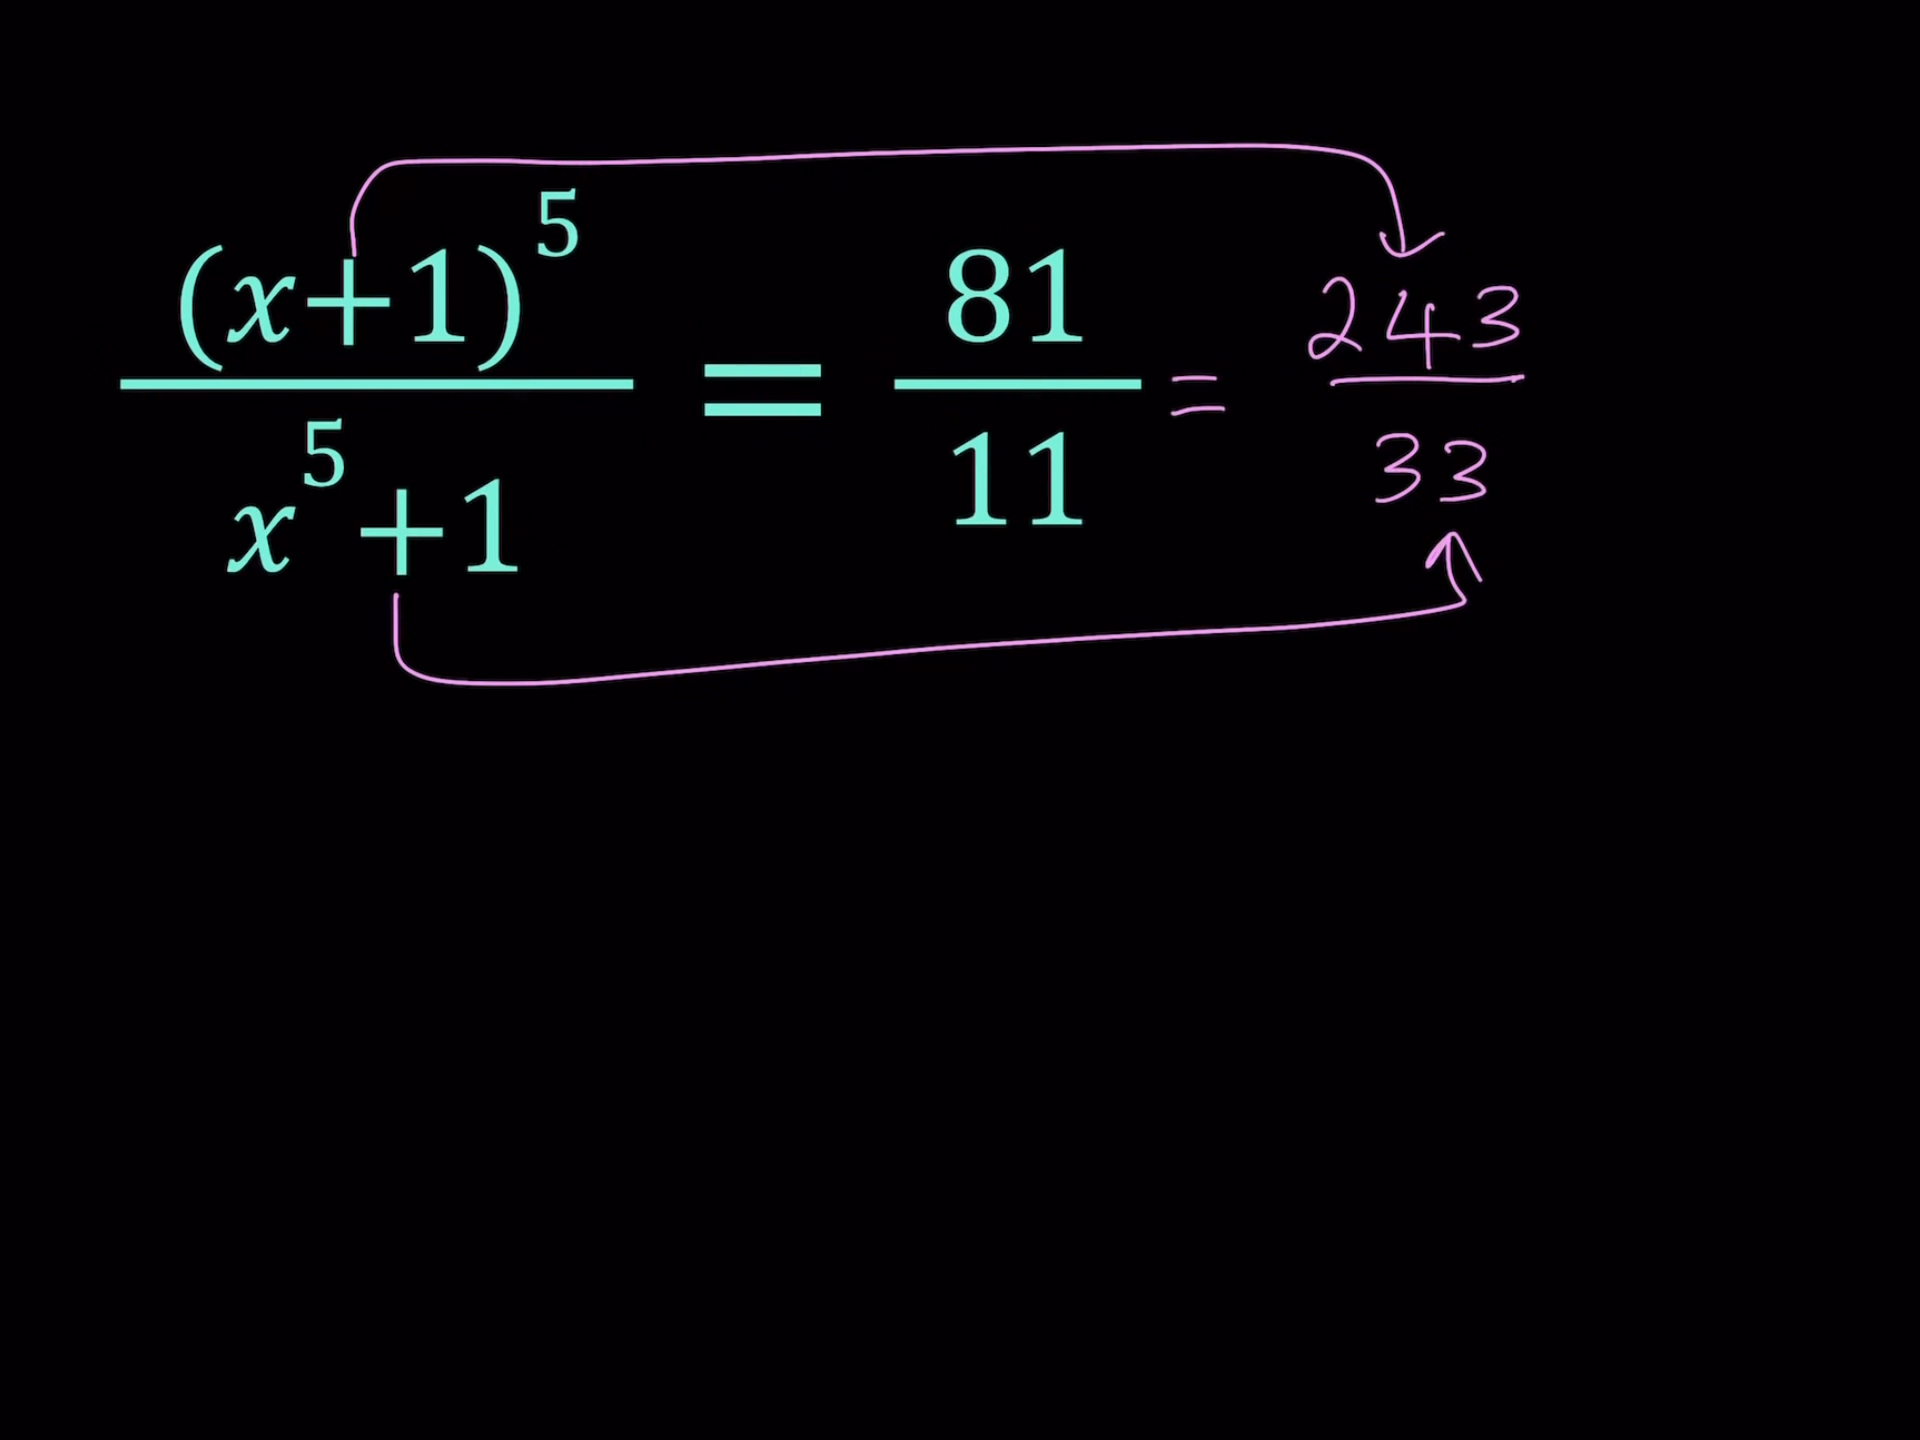 (x+1)^5 / (x^5+1) = 81/11 = 243/33